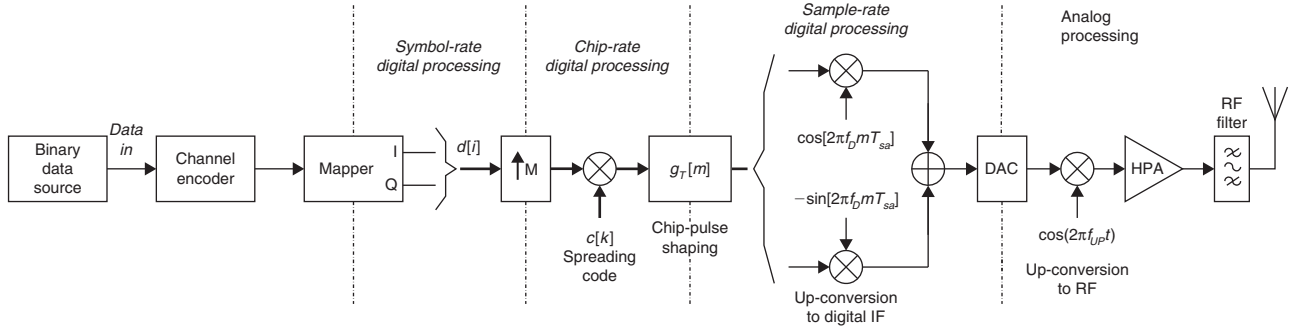 Symbol-rate
digital processing
Chip-rate
digital processing
Sample-rate
digital processing
Analog
processing
Binary
data
source
Data
in
Channel
encoder
Mapper
I
Q
d[i]
↑M
c[k]
Spreading
code
g_T[m]
Chip-pulse
shaping
cos[2πf_D mT_sa]
−sin[2πf_D mT_sa]
Up-conversion
to digital IF
DAC
cos(2πf_UP t)
Up-conversion
to RF
HPA
RF
filter